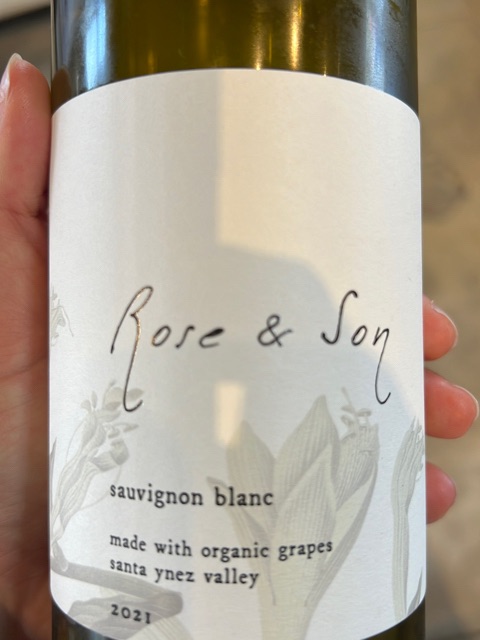 Rose & Son
sauvignon blanc
made with organic grapes
santa ynez valley
2021